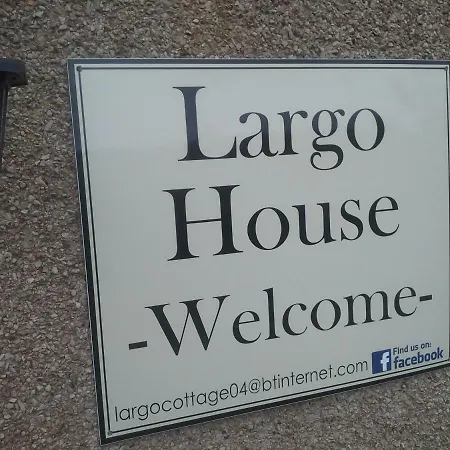 Largo
House
-Welcome-
largocottage04@btinternet.com
f Find us on:
facebook